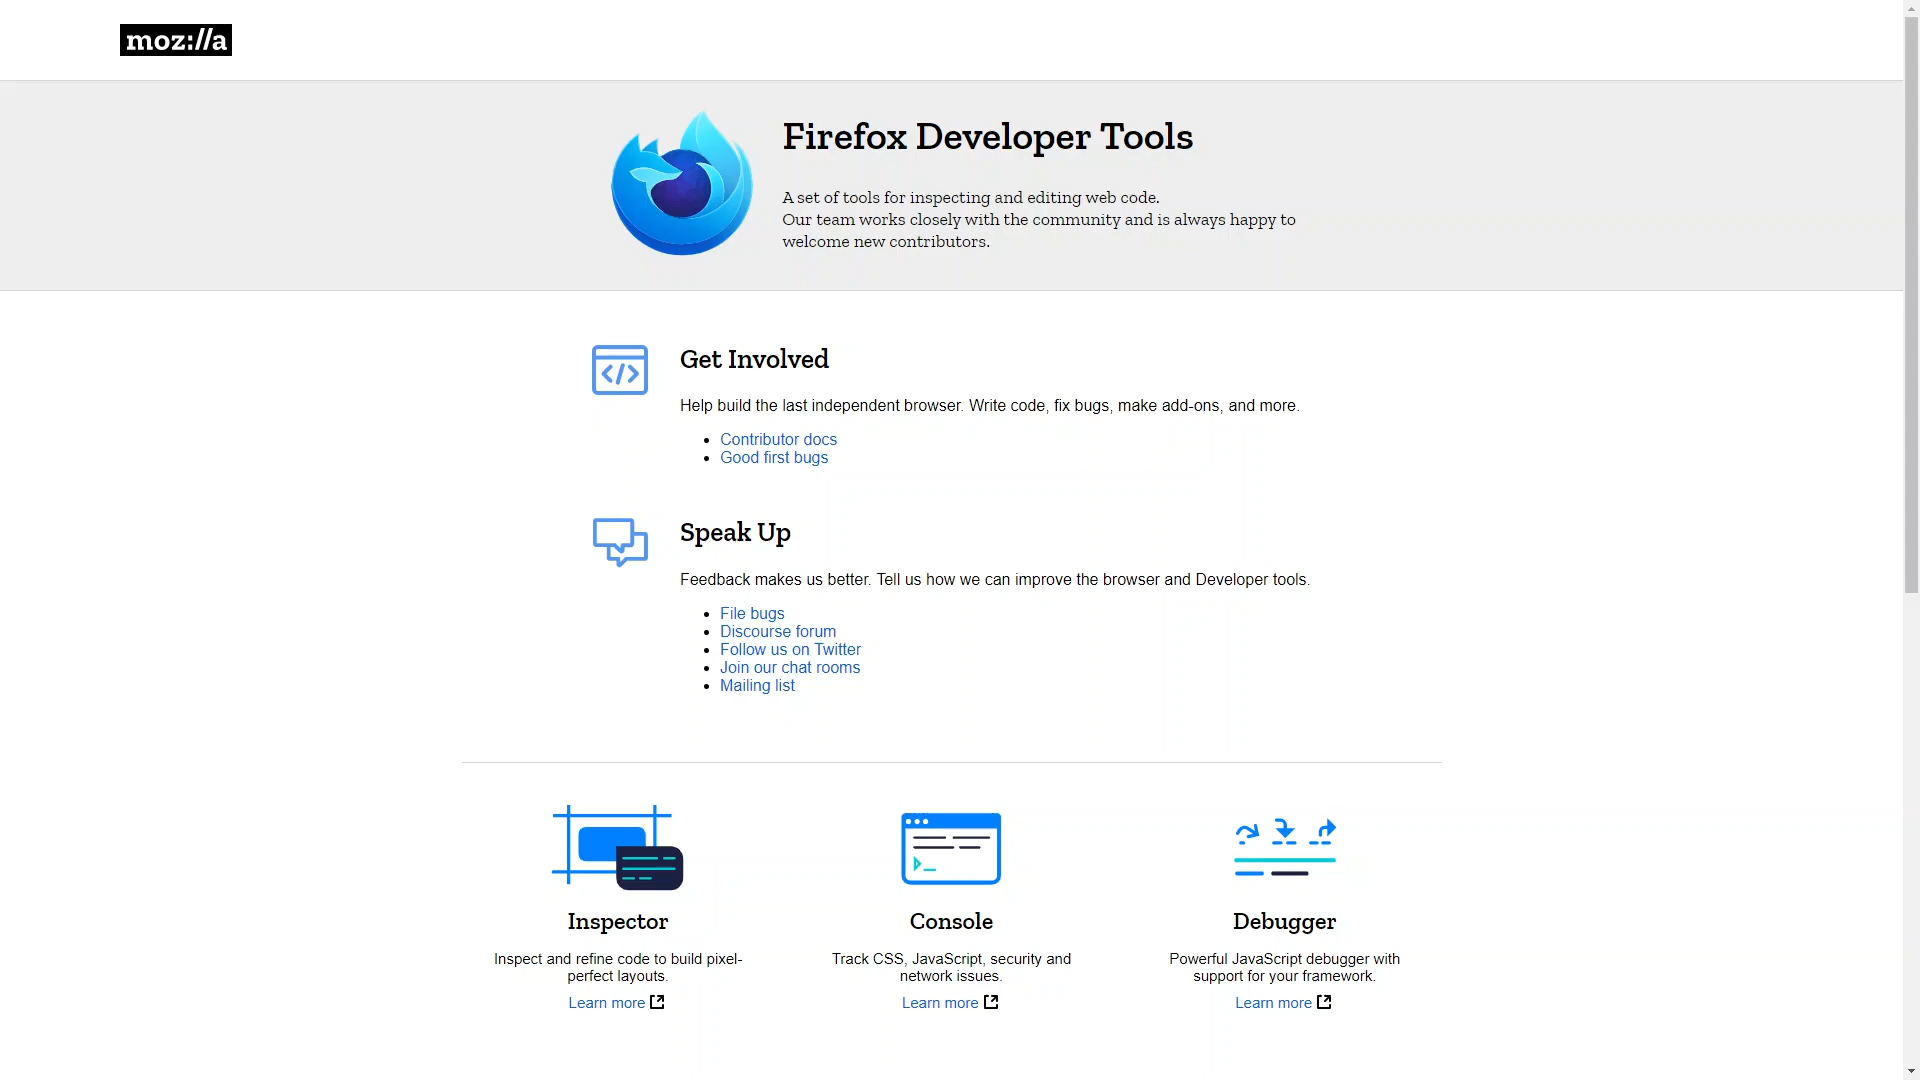 moz://a
Firefox Developer Tools
A set of tools for inspecting and editing web code.
Our team works closely with the community and is always happy to
welcome new contributors.
Get Involved
Help build the last independent browser. Write code, fix bugs, make add-ons, and more.
Contributor docs
Good first bugs
Speak Up
Feedback makes us better. Tell us how we can improve the browser and Developer tools.
File bugs
Discourse forum
Follow us on Twitter
Join our chat rooms
Mailing list
Inspector
Inspect and refine code to build pixel-
perfect layouts.
Learn more
Console
Track CSS, JavaScript, security and
network issues.
Learn more
Debugger
Powerful JavaScript debugger with
support for your framework.
Learn more